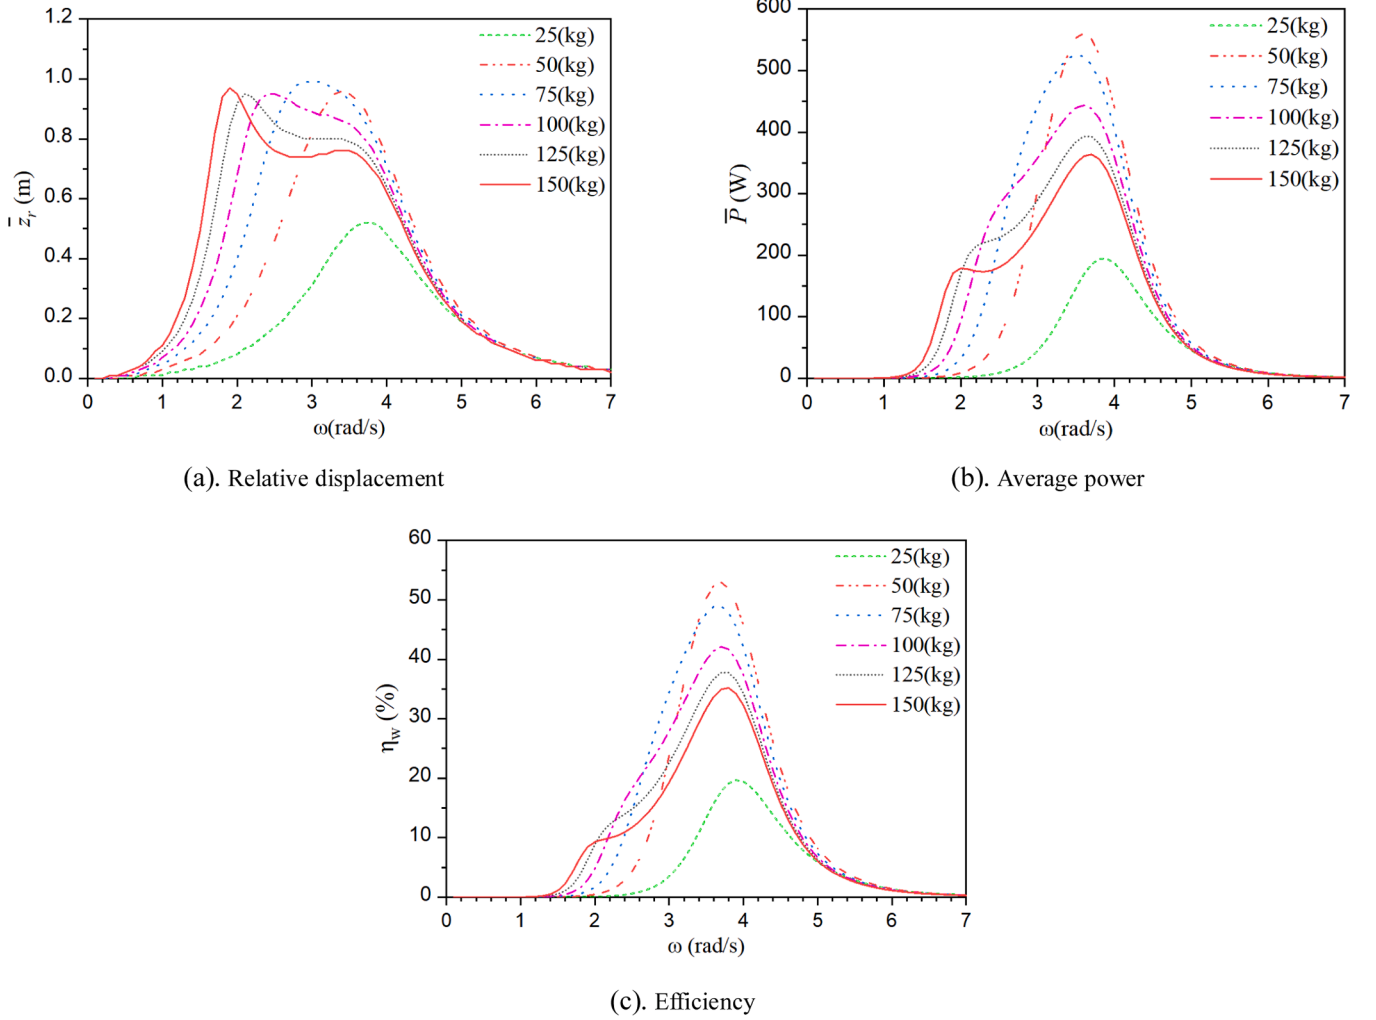 1.2
1.0
0.8
0.6
0.4
0.2
0.0
z̅r (m)
25(kg)
50(kg)
75(kg)
100(kg)
125(kg)
150(kg)
0 1 2 3 4 5 6 7
ω(rad/s)
(a). Relative displacement
600
500
400
300
200
100
0
P̅ (W)
25(kg)
50(kg)
75(kg)
100(kg)
125(kg)
150(kg)
0 1 2 3 4 5 6 7
ω(rad/s)
(b). Average power
60
50
40
30
20
10
0
ηw (%)
25(kg)
50(kg)
75(kg)
100(kg)
125(kg)
150(kg)
0 1 2 3 4 5 6 7
ω (rad/s)
(c). Efficiency